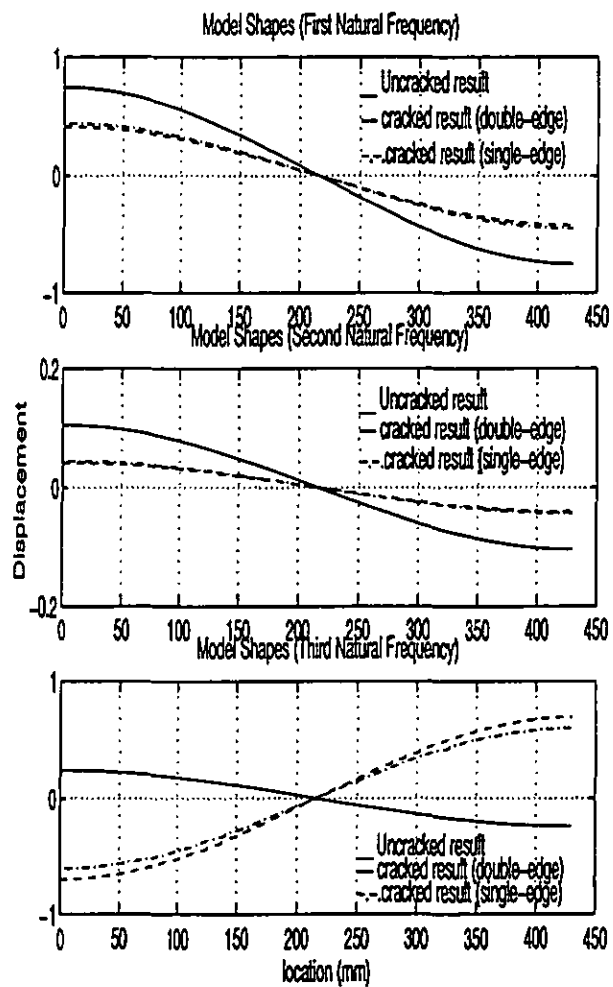 Model Shapes (First Natural Frequency)
1
Uncracked result
cracked result (double-edge)
cracked result (single-edge)
0
-1
0 50 100 150 200 250 300 350 400 450
Model Shapes (Second Natural Frequency)
0.2
Uncracked result
cracked result (double-edge)
cracked result (single-edge)
0
Displacement
-0.2
0 50 100 150 200 250 300 350 400 450
Model Shapes (Third Natural Frequency)
1
0
Uncracked result
cracked result (double-edge)
cracked result (single-edge)
-1
0 50 100 150 200 250 300 350 400 450
location (mm)